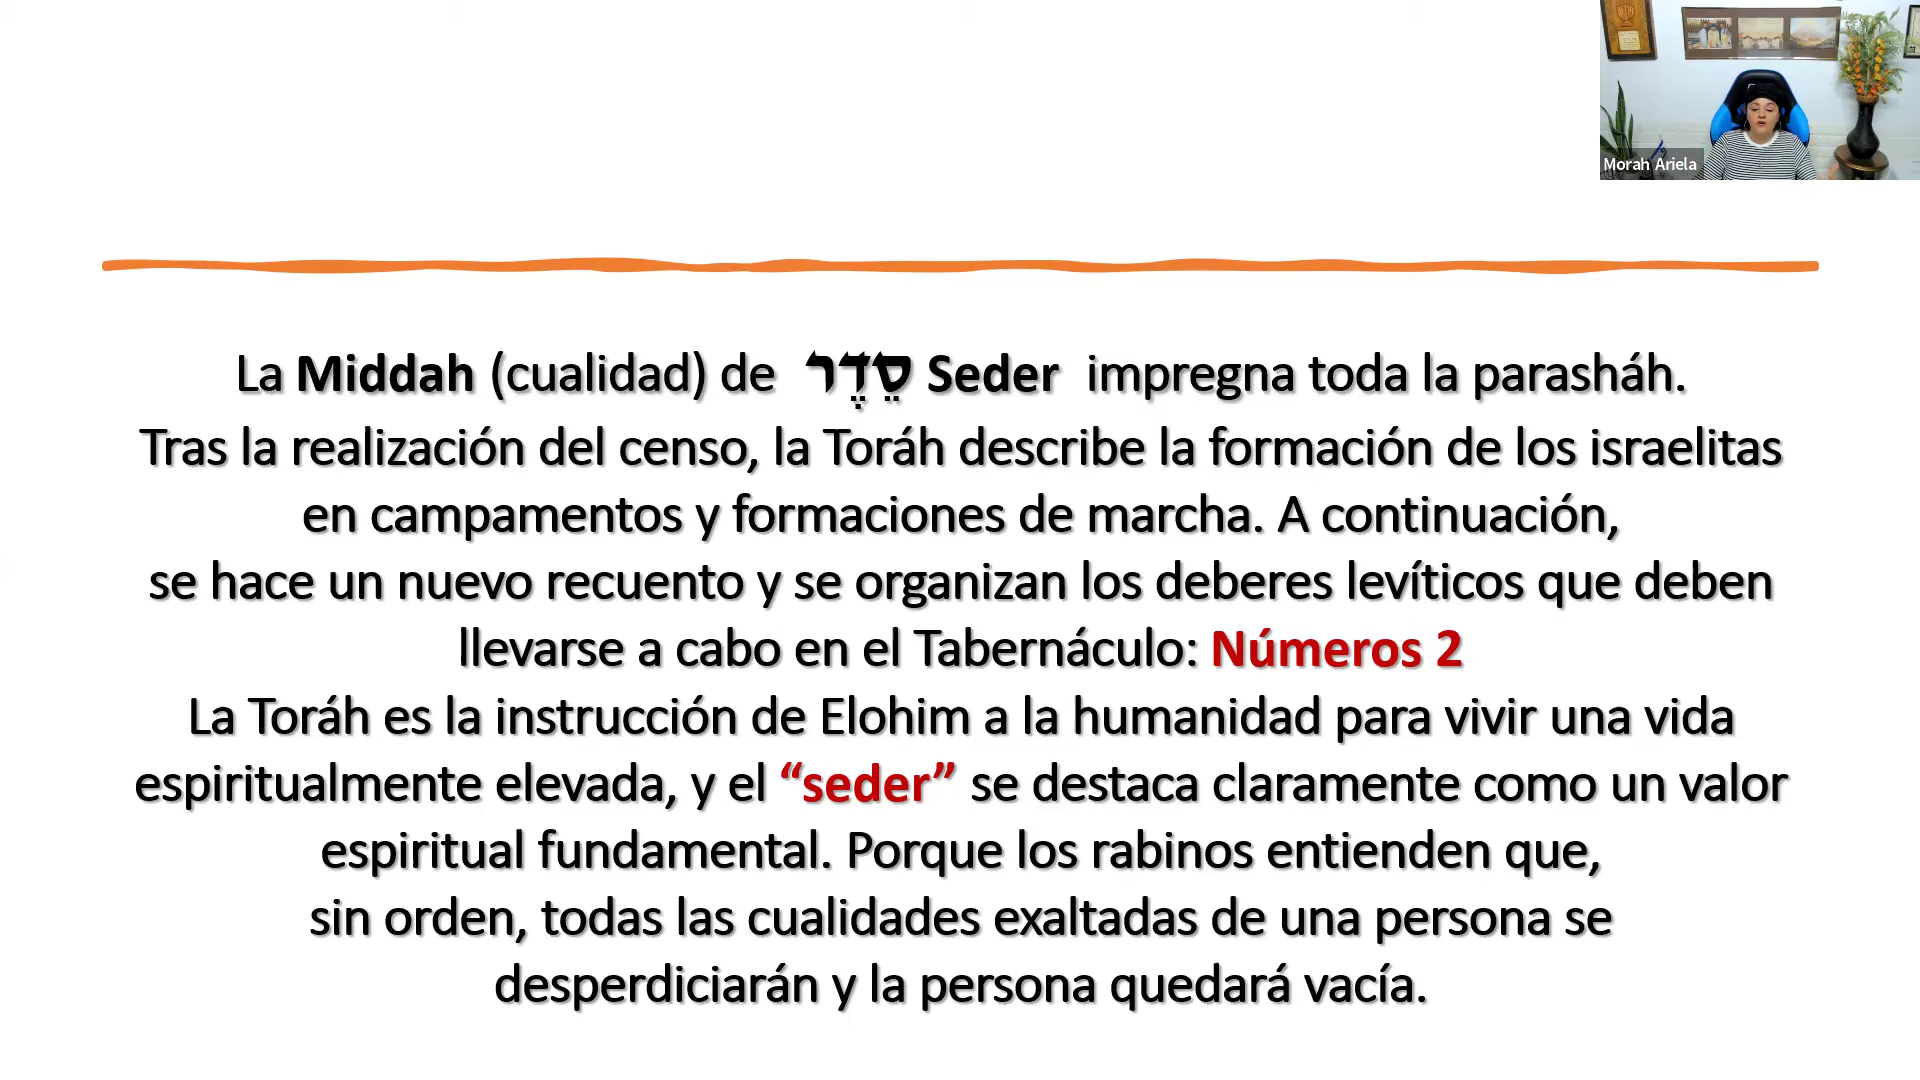 Morah Ariela
La Middah (cualidad) de סֵדֶר Seder impregna toda la parasháh.
Tras la realización del censo, la Toráh describe la formación de los israelitas
en campamentos y formaciones de marcha. A continuación,
se hace un nuevo recuento y se organizan los deberes levíticos que deben
llevarse a cabo en el Tabernáculo: Números 2
La Toráh es la instrucción de Elohim a la humanidad para vivir una vida
espiritualmente elevada, y el “seder” se destaca claramente como un valor
espiritual fundamental. Porque los rabinos entienden que,
sin orden, todas las cualidades exaltadas de una persona se
desperdiciarán y la persona quedará vacía.